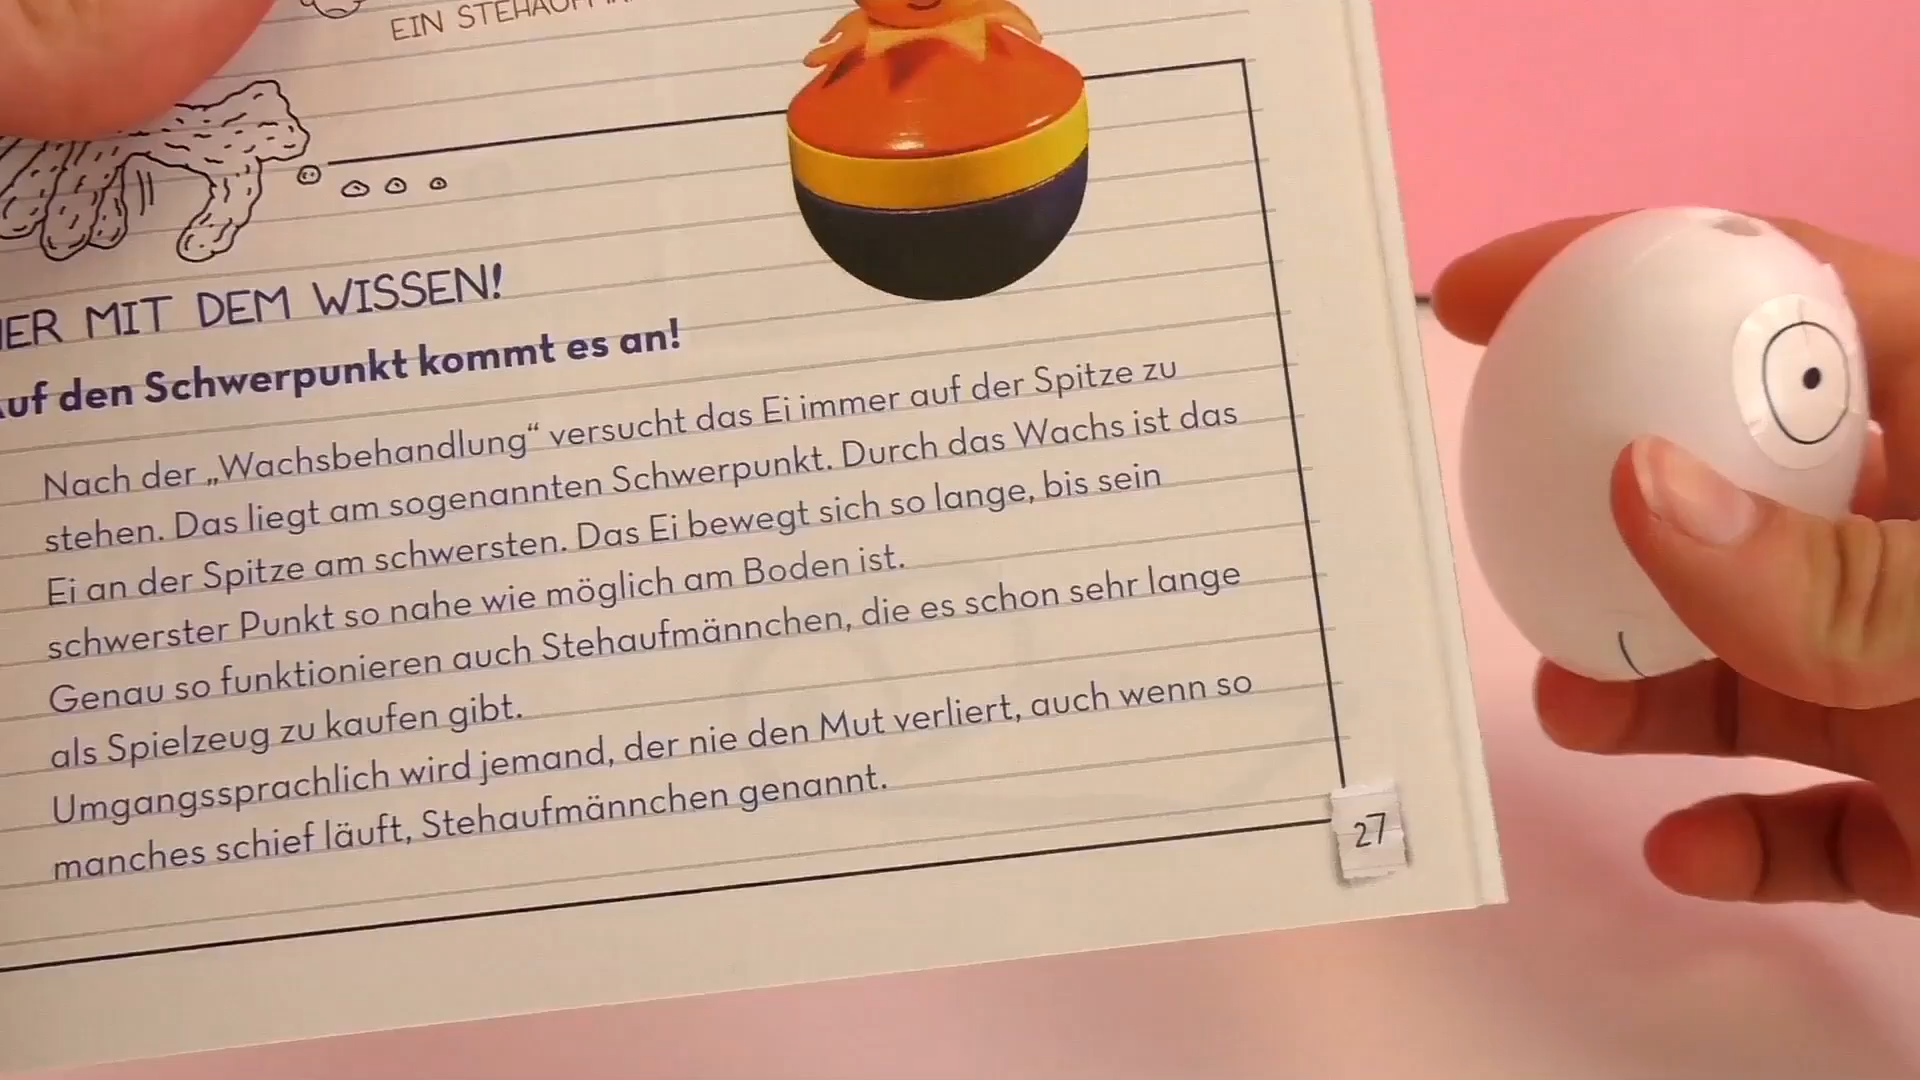 EIN
MIT DEM WISSEN!
den Schwerpunkt kommt es an!
Nach der „Wachsbehandlung“ versucht das Ei immer auf der Spitze zu
stehen. Das liegt am sogenannten Schwerpunkt. Durch das Wachs ist das
Ei an der Spitze am schwersten. Das Ei bewegt sich so lange, bis sein
schwerster Punkt so nahe wie möglich am Boden ist.
Genau so funktionieren auch Stehaufmännchen, die es schon sehr lange
als Spielzeug zu kaufen gibt.
Umgangssprachlich wird jemand, der nie den Mut verliert, auch wenn so
manches schief läuft, Stehaufmännchen genannt.
27